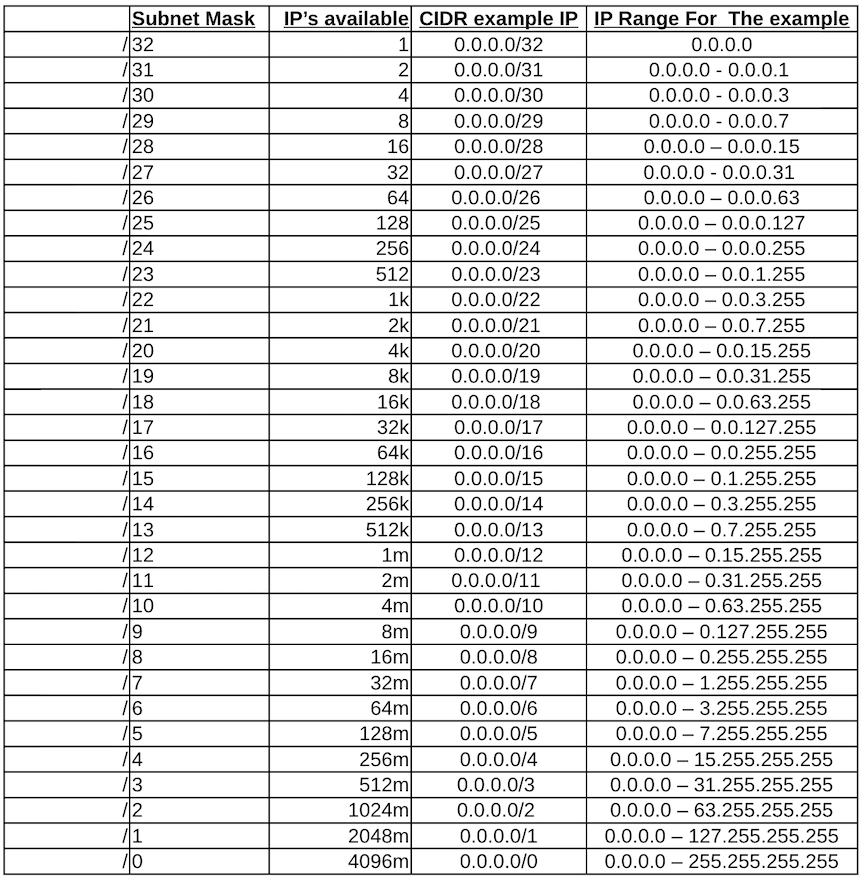 Subnet Mask IP’s available CIDR example IP IP Range For  The example
/ 32 1 0.0.0.0/32 0.0.0.0
/ 31 2 0.0.0.0/31 0.0.0.0 - 0.0.0.1
/ 30 4 0.0.0.0/30 0.0.0.0 - 0.0.0.3
/ 29 8 0.0.0.0/29 0.0.0.0 - 0.0.0.7
/ 28 16 0.0.0.0/28 0.0.0.0 – 0.0.0.15
/ 27 32 0.0.0.0/27 0.0.0.0 - 0.0.0.31
/ 26 64 0.0.0.0/26 0.0.0.0 – 0.0.0.63
/ 25 128 0.0.0.0/25 0.0.0.0 – 0.0.0.127
/ 24 256 0.0.0.0/24 0.0.0.0 – 0.0.0.255
/ 23 512 0.0.0.0/23 0.0.0.0 – 0.0.1.255
/ 22 1k 0.0.0.0/22 0.0.0.0 – 0.0.3.255
/ 21 2k 0.0.0.0/21 0.0.0.0 – 0.0.7.255
/ 20 4k 0.0.0.0/20 0.0.0.0 – 0.0.15.255
/ 19 8k 0.0.0.0/19 0.0.0.0 – 0.0.31.255
/ 18 16k 0.0.0.0/18 0.0.0.0 – 0.0.63.255
/ 17 32k 0.0.0.0/17 0.0.0.0 – 0.0.127.255
/ 16 64k 0.0.0.0/16 0.0.0.0 – 0.0.255.255
/ 15 128k 0.0.0.0/15 0.0.0.0 – 0.1.255.255
/ 14 256k 0.0.0.0/14 0.0.0.0 – 0.3.255.255
/ 13 512k 0.0.0.0/13 0.0.0.0 – 0.7.255.255
/ 12 1m 0.0.0.0/12 0.0.0.0 – 0.15.255.255
/ 11 2m 0.0.0.0/11 0.0.0.0 – 0.31.255.255
/ 10 4m 0.0.0.0/10 0.0.0.0 – 0.63.255.255
/ 9 8m 0.0.0.0/9 0.0.0.0 – 0.127.255.255
/ 8 16m 0.0.0.0/8 0.0.0.0 – 0.255.255.255
/ 7 32m 0.0.0.0/7 0.0.0.0 – 1.255.255.255
/ 6 64m 0.0.0.0/6 0.0.0.0 – 3.255.255.255
/ 5 128m 0.0.0.0/5 0.0.0.0 – 7.255.255.255
/ 4 256m 0.0.0.0/4 0.0.0.0 – 15.255.255.255
/ 3 512m 0.0.0.0/3 0.0.0.0 – 31.255.255.255
/ 2 1024m 0.0.0.0/2 0.0.0.0 – 63.255.255.255
/ 1 2048m 0.0.0.0/1 0.0.0.0 – 127.255.255.255
/ 0 4096m 0.0.0.0/0 0.0.0.0 – 255.255.255.255